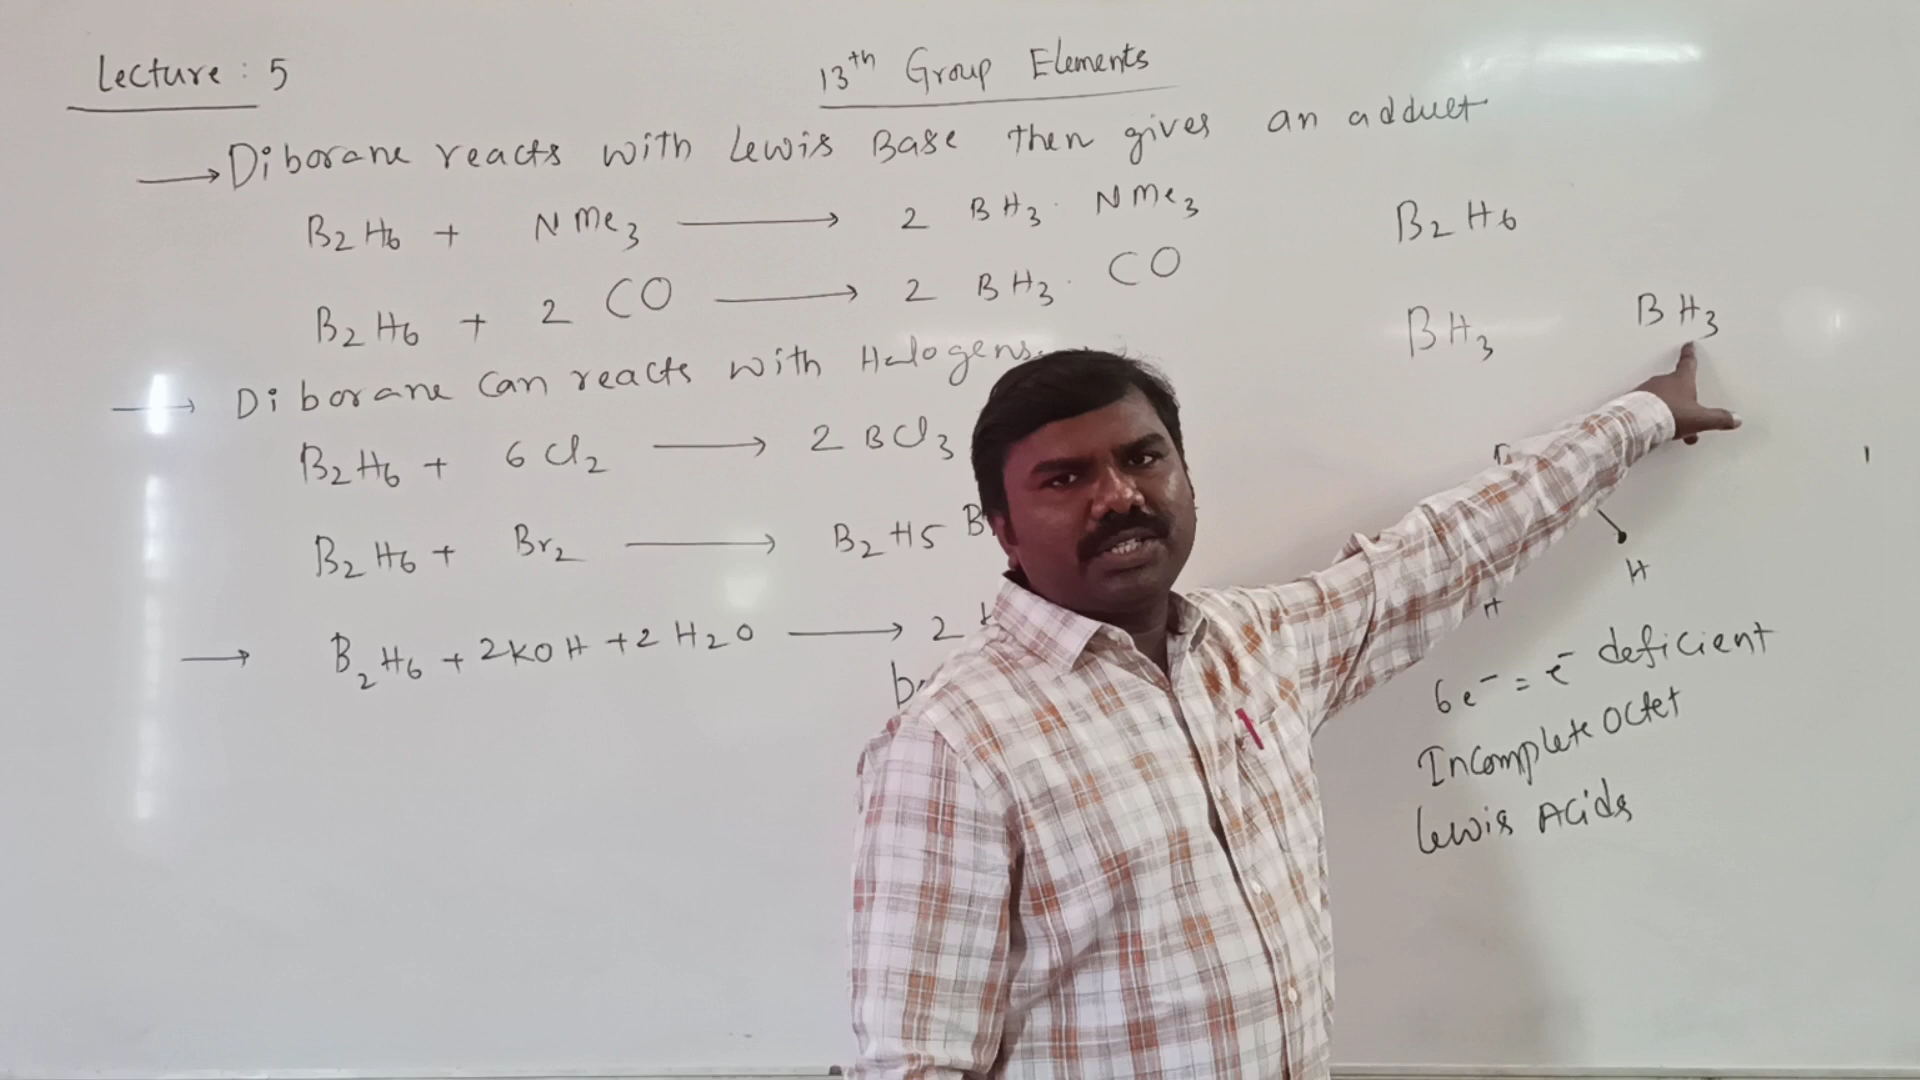 Lecture : 5
13th Group Elements
→ Diborane reacts with Lewis Base then gives an adduct
B2H6 + NMe3 → 2 BH3· NMe3
B2H6 + 2 CO → 2 BH3· CO
→ Diborane Can reacts with Halogens
B2H6 + 6 Cl2 → 2 BCl3
B2H6 + Br2 → B2H5 B
→ B2H6 + 2KOH + 2 H2O → 2
B2H6
BH3 BH3
H
H
6e⁻ = e⁻ deficient
Incomplete Octet
Lewis Acids